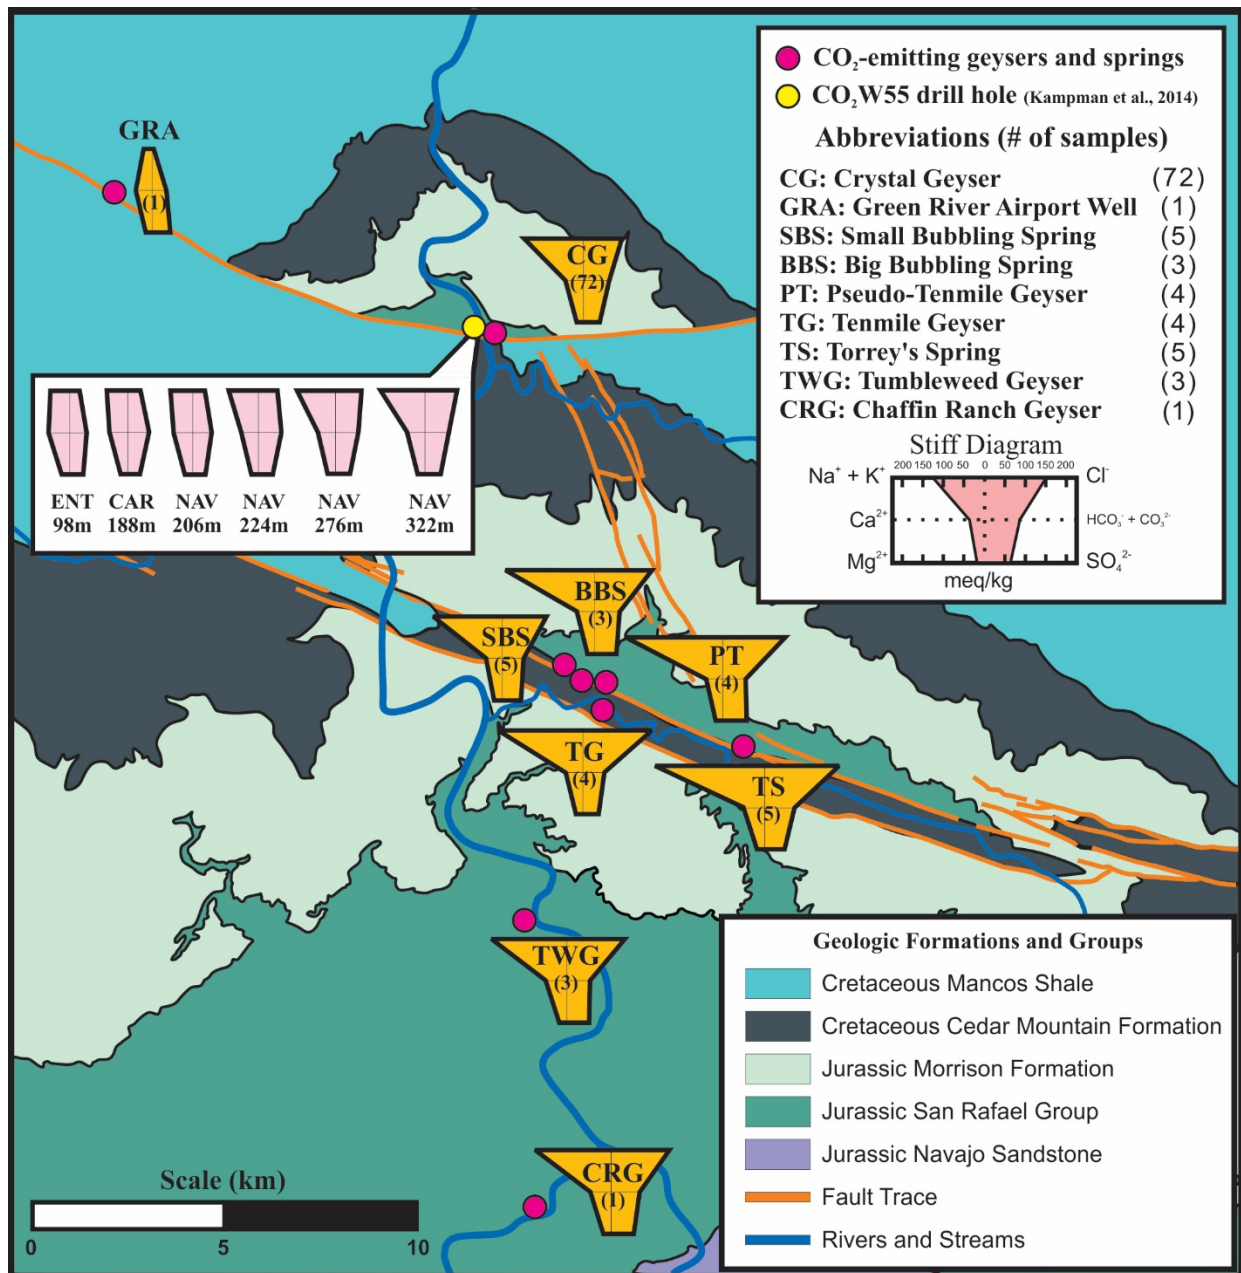 GRA
(1)
CG
(72)
CO₂-emitting geysers and springs
CO₂W55 drill hole (Kampman et al., 2014)
Abbreviations (# of samples)
CG: Crystal Geyser (72)
GRA: Green River Airport Well (1)
SBS: Small Bubbling Spring (5)
BBS: Big Bubbling Spring (3)
PT: Pseudo-Tenmile Geyser (4)
TG: Tenmile Geyser (4)
TS: Torrey's Spring (5)
TWG: Tumbleweed Geyser (3)
CRG: Chaffin Ranch Geyser (1)
Stiff Diagram
200 150 100 50 0 50 100 150 200
Na⁺ + K⁺ Cl⁻
Ca²⁺ HCO₃⁻ + CO₃²⁻
Mg²⁺ SO₄²⁻
meq/kg
ENT CAR NAV NAV NAV NAV
98m 188m 206m 224m 276m 322m
BBS
(3)
SBS
(5)
PT
(4)
TG
(4)
TS
(5)
TWG
(3)
CRG
(1)
Geologic Formations and Groups
Cretaceous Mancos Shale
Cretaceous Cedar Mountain Formation
Jurassic Morrison Formation
Jurassic San Rafael Group
Jurassic Navajo Sandstone
Fault Trace
Rivers and Streams
Scale (km)
0 5 10